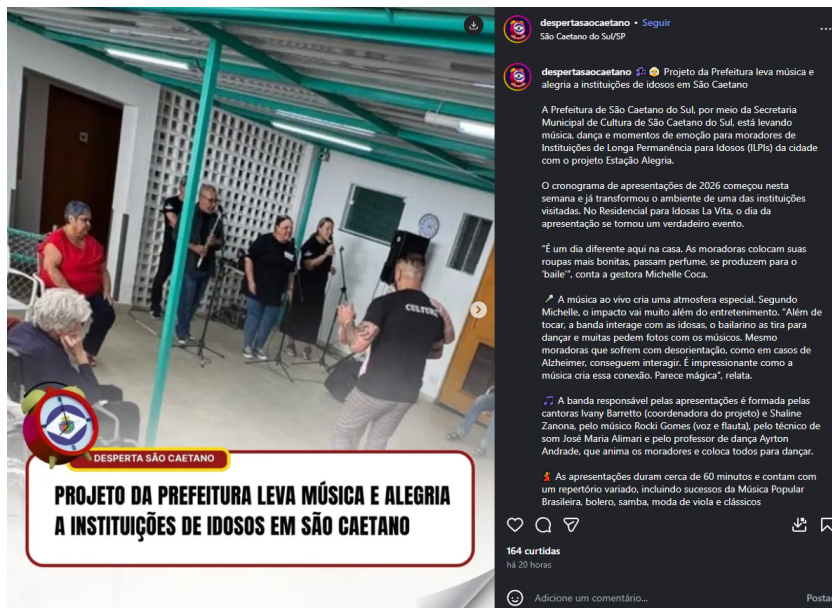 CULTURA
DESPERTA SÃO CAETANO
PROJETO DA PREFEITURA LEVA MÚSICA E ALEGRIA
A INSTITUIÇÕES DE IDOSOS EM SÃO CAETANO
despertasaocaetano • Seguir
São Caetano do Sul/SP
despertasaocaetano 🎶👵 Projeto da Prefeitura leva música e
alegria a instituições de idosos em São Caetano
A Prefeitura de São Caetano do Sul, por meio da Secretaria
Municipal de Cultura de São Caetano do Sul, está levando
música, dança e momentos de emoção para moradores de
Instituições de Longa Permanência para Idosos (ILPIs) da cidade
com o projeto Estação Alegria.
O cronograma de apresentações de 2026 começou nesta
semana e já transformou o ambiente de uma das instituições
visitadas. No Residencial para Idosas La Vita, o dia da
apresentação se tornou um verdadeiro evento.
"É um dia diferente aqui na casa. As moradoras colocam suas
roupas mais bonitas, passam perfume, se produzem para o
'baile'", conta a gestora Michelle Coca.
🎤 A música ao vivo cria uma atmosfera especial. Segundo
Michelle, o impacto vai muito além do entretenimento. "Além de
tocar, a banda interage com as idosas, o bailarino as tira para
dançar e muitas pedem fotos com os músicos. Mesmo
moradoras que sofrem com desorientação, como em casos de
Alzheimer, conseguem interagir. É impressionante como a
música cria essa conexão. Parece mágica", relata.
🎵 A banda responsável pelas apresentações é formada pelas
cantoras Ivany Barretto (coordenadora do projeto) e Shaline
Zanona, pelo músico Rocki Gomes (voz e flauta), pelo técnico de
som José Maria Alimari e pelo professor de dança Ayrton
Andrade, que anima os moradores e coloca todos para dançar.
💃 As apresentações duram cerca de 60 minutos e contam com
um repertório variado, incluindo sucessos da Música Popular
Brasileira, bolero, samba, moda de viola e clássicos
164 curtidas
há 20 horas
Adicione um comentário...
Postar